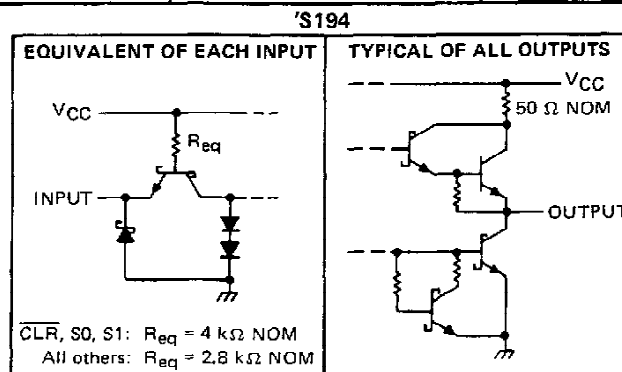 'S194
EQUIVALENT OF EACH INPUT
VCC
Req
INPUT
CLR, S0, S1: Req = 4 kΩ NOM
All others: Req = 2.8 kΩ NOM
TYPICAL OF ALL OUTPUTS
VCC
50 Ω NOM
OUTPUT